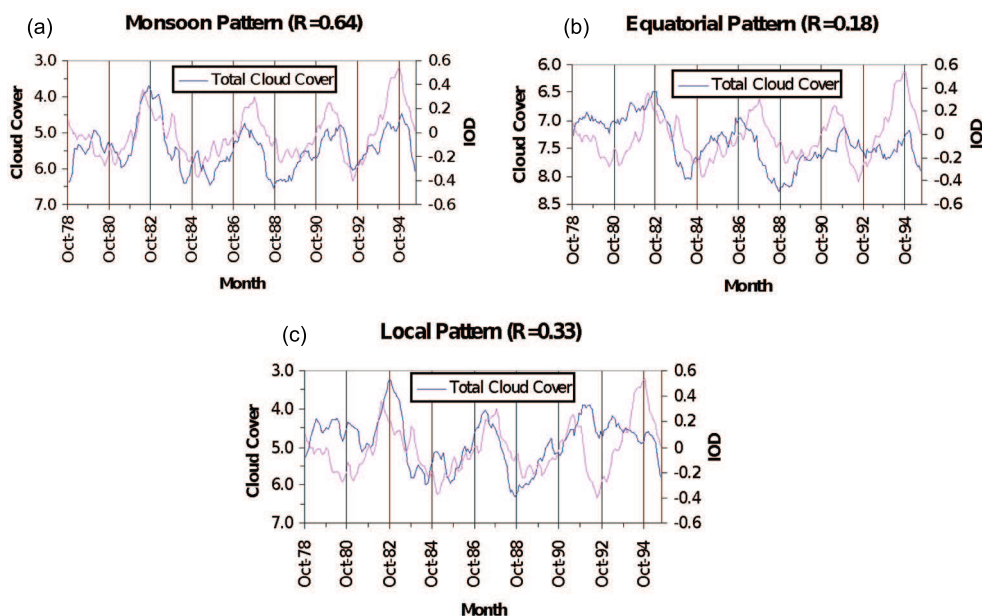 (a)
Monsoon Pattern (R=0.64)
3.0
4.0
5.0
6.0
7.0
Cloud Cover
Total Cloud Cover
0.6
0.4
0.2
0
-0.2
-0.4
-0.6
IOD
Oct-78
Oct-80
Oct-82
Oct-84
Oct-86
Oct-88
Oct-90
Oct-92
Oct-94
Month
(b)
Equatorial Pattern (R=0.18)
6.0
6.5
7.0
7.5
8.0
8.5
Cloud Cover
Total Cloud Cover
0.6
0.4
0.2
0
-0.2
-0.4
-0.6
IOD
Oct-78
Oct-80
Oct-82
Oct-84
Oct-86
Oct-88
Oct-90
Oct-92
Oct-94
Month
(c)
Local Pattern (R=0.33)
3.0
4.0
5.0
6.0
7.0
Cloud Cover
Total Cloud Cover
0.6
0.4
0.2
0
-0.2
-0.4
-0.6
IOD
Oct-78
Oct-80
Oct-82
Oct-84
Oct-86
Oct-88
Oct-90
Oct-92
Oct-94
Month